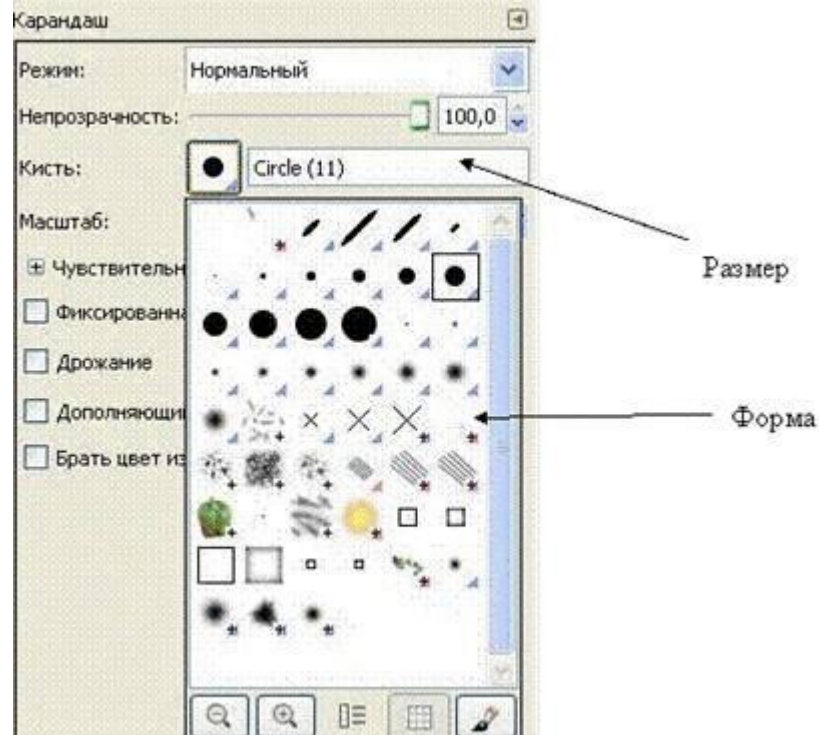 Карандаш
Режим: Нормальный
Непрозрачность: 100,0
Кисть: Circle (11)
Масштаб:
Размер
Чувствительн
Фиксированна
Дрожание
Дополняющи
Форма
Брать цвет из